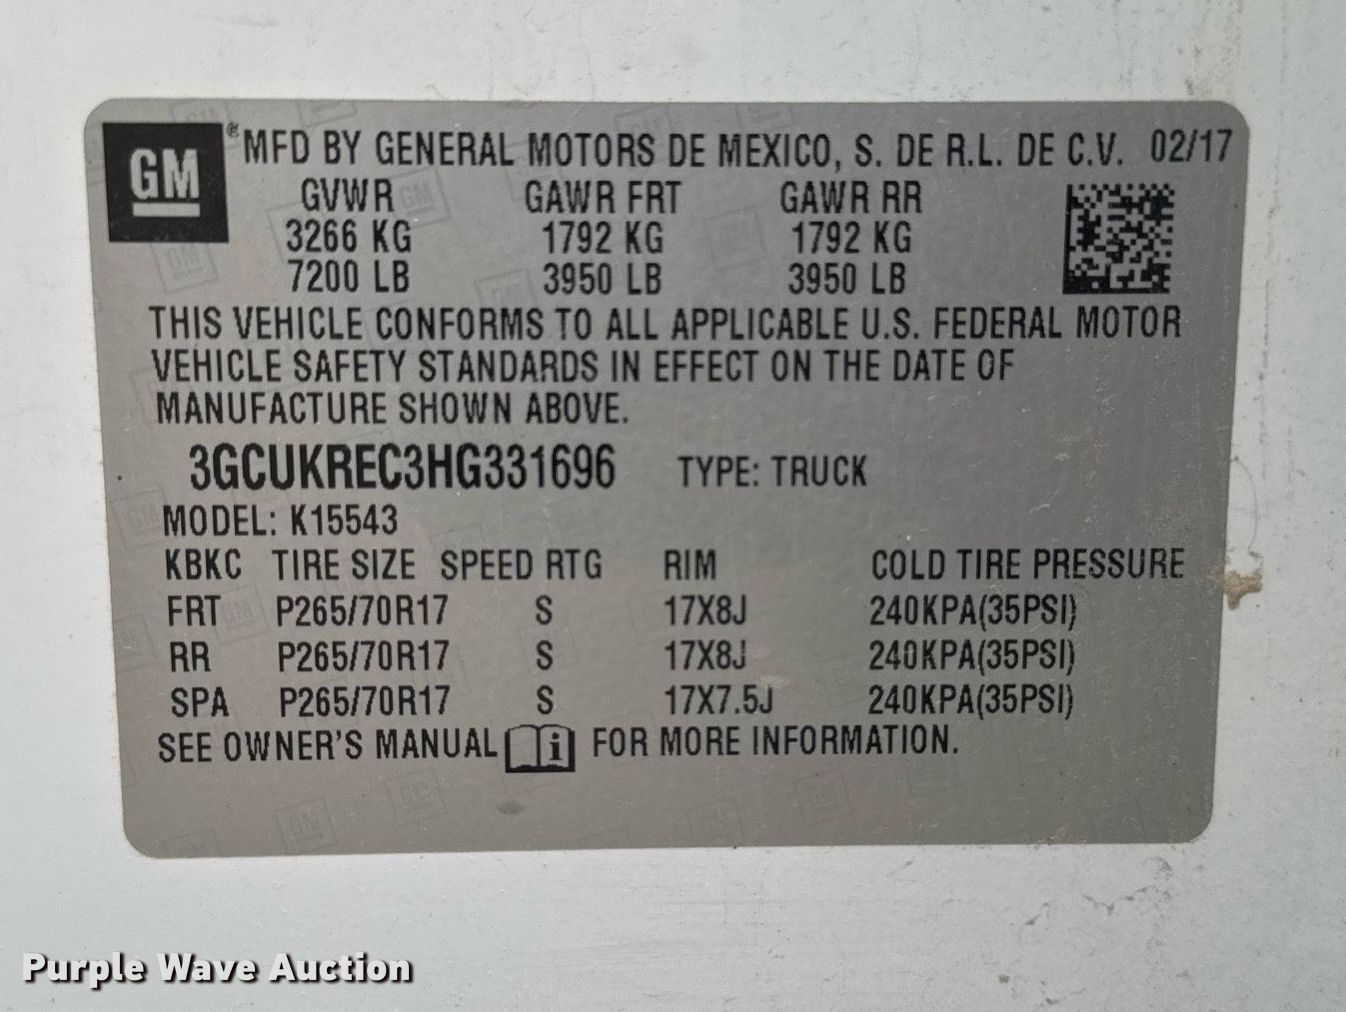 GM ® MFD BY GENERAL MOTORS DE MEXICO, S. DE R.L. DE C.V. 02/17
GVWR GAWR FRT GAWR RR
3266 KG 1792 KG 1792 KG
7200 LB 3950 LB 3950 LB
THIS VEHICLE CONFORMS TO ALL APPLICABLE U.S. FEDERAL MOTOR
VEHICLE SAFETY STANDARDS IN EFFECT ON THE DATE OF
MANUFACTURE SHOWN ABOVE.
3GCUKREC3HG331696 TYPE: TRUCK
MODEL: K15543
KBKC TIRE SIZE SPEED RTG RIM COLD TIRE PRESSURE
FRT P265/70R17 S 17X8J 240KPA(35PSI)
RR P265/70R17 S 17X8J 240KPA(35PSI)
SPA P265/70R17 S 17X7.5J 240KPA(35PSI)
SEE OWNER'S MANUAL i FOR MORE INFORMATION.
Purple Wave Auction